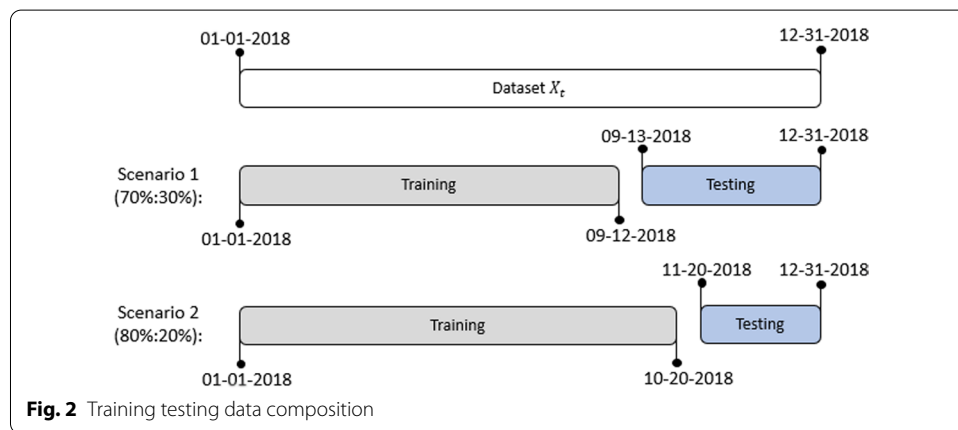 01-01-2018
12-31-2018
Dataset Xₜ
09-13-2018
12-31-2018
Scenario 1
(70%:30%):
Training
Testing
01-01-2018
09-12-2018
11-20-2018
12-31-2018
Scenario 2
(80%:20%):
Training
Testing
01-01-2018
10-20-2018
Fig. 2 Training testing data composition